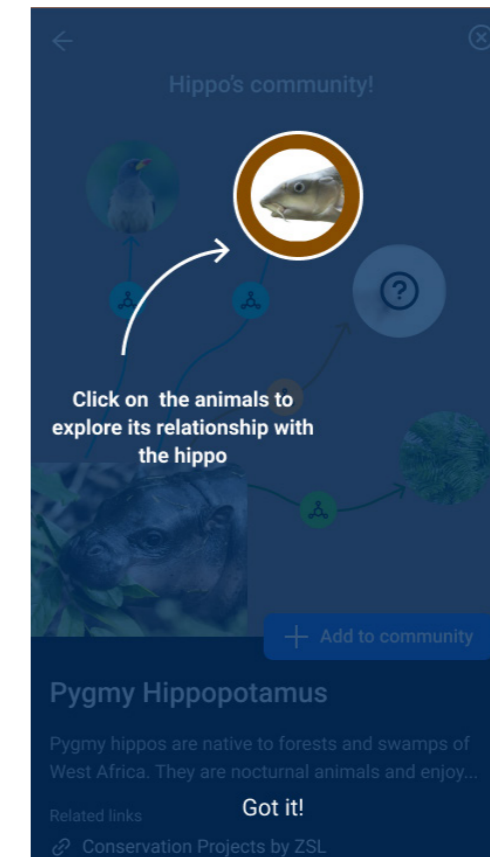 Hippo's community!
Click on the animals to
explore its relationship with
the hippo
+ Add to community
Pygmy Hippopotamus
Pygmy hippos are native to forests and swamps of
West Africa. They are nocturnal animals and enjoy...
Related links
Got it!
Conservation Projects by ZSL